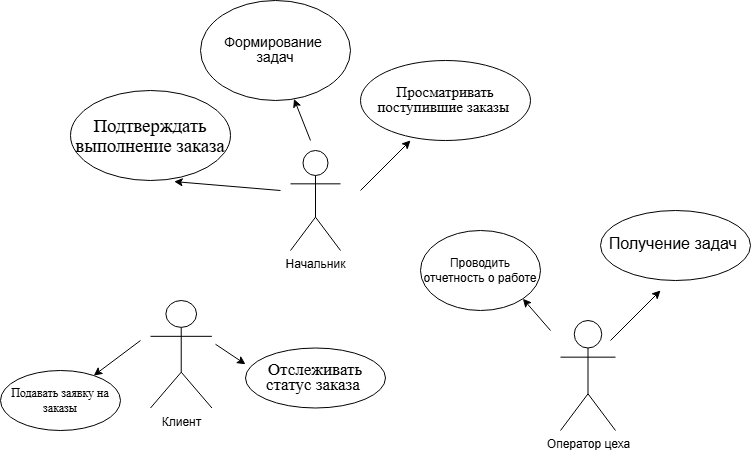 Формирование
задач
Просматривать
поступившие заказы
Подтверждать
выполнение заказа
Начальник
Проводить
отчетность о работе
Получение задач
Подавать заявку на
заказы
Отслеживать
статус заказа
Клиент
Оператор цеха